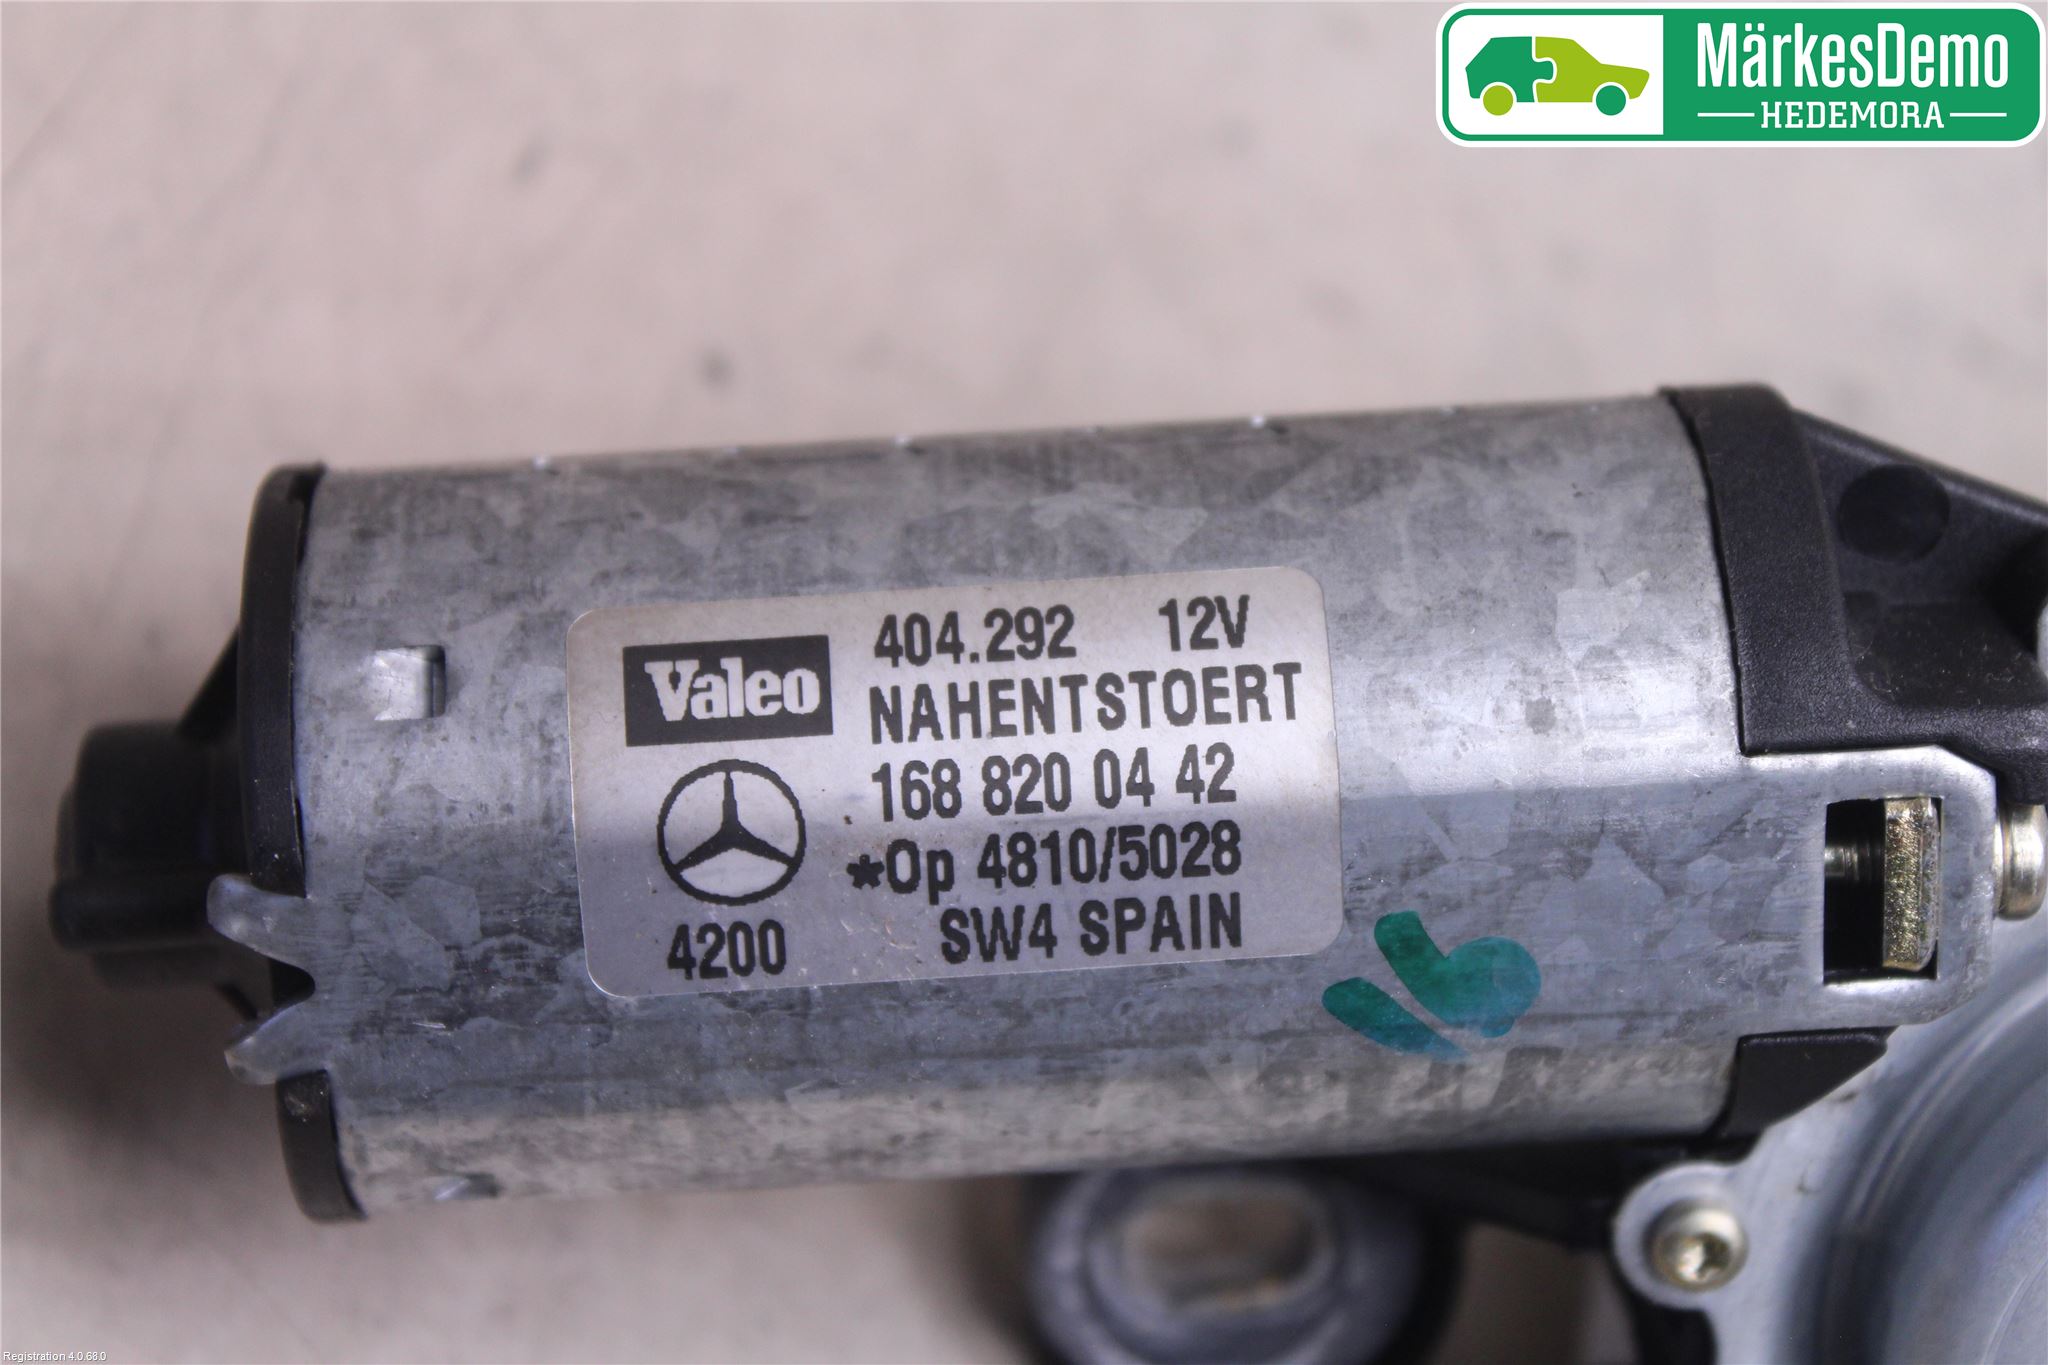 MärkesDemo
HEDEMORA
Valeo
404.292 12V
NAHENTSTOERT
168 820 04 42
*Op 4810/5028
4200
SW4 SPAIN
Registration 4.0.68.0